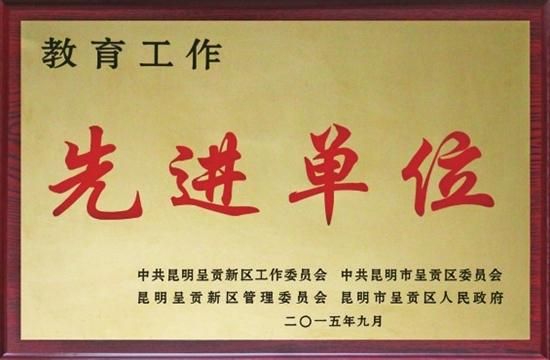 教育工作
先进单位
中共昆明呈贡新区工作委员会 中共昆明市呈贡区委员会
昆明呈贡新区管理委员会 昆明市呈贡区人民政府
二〇一五年九月